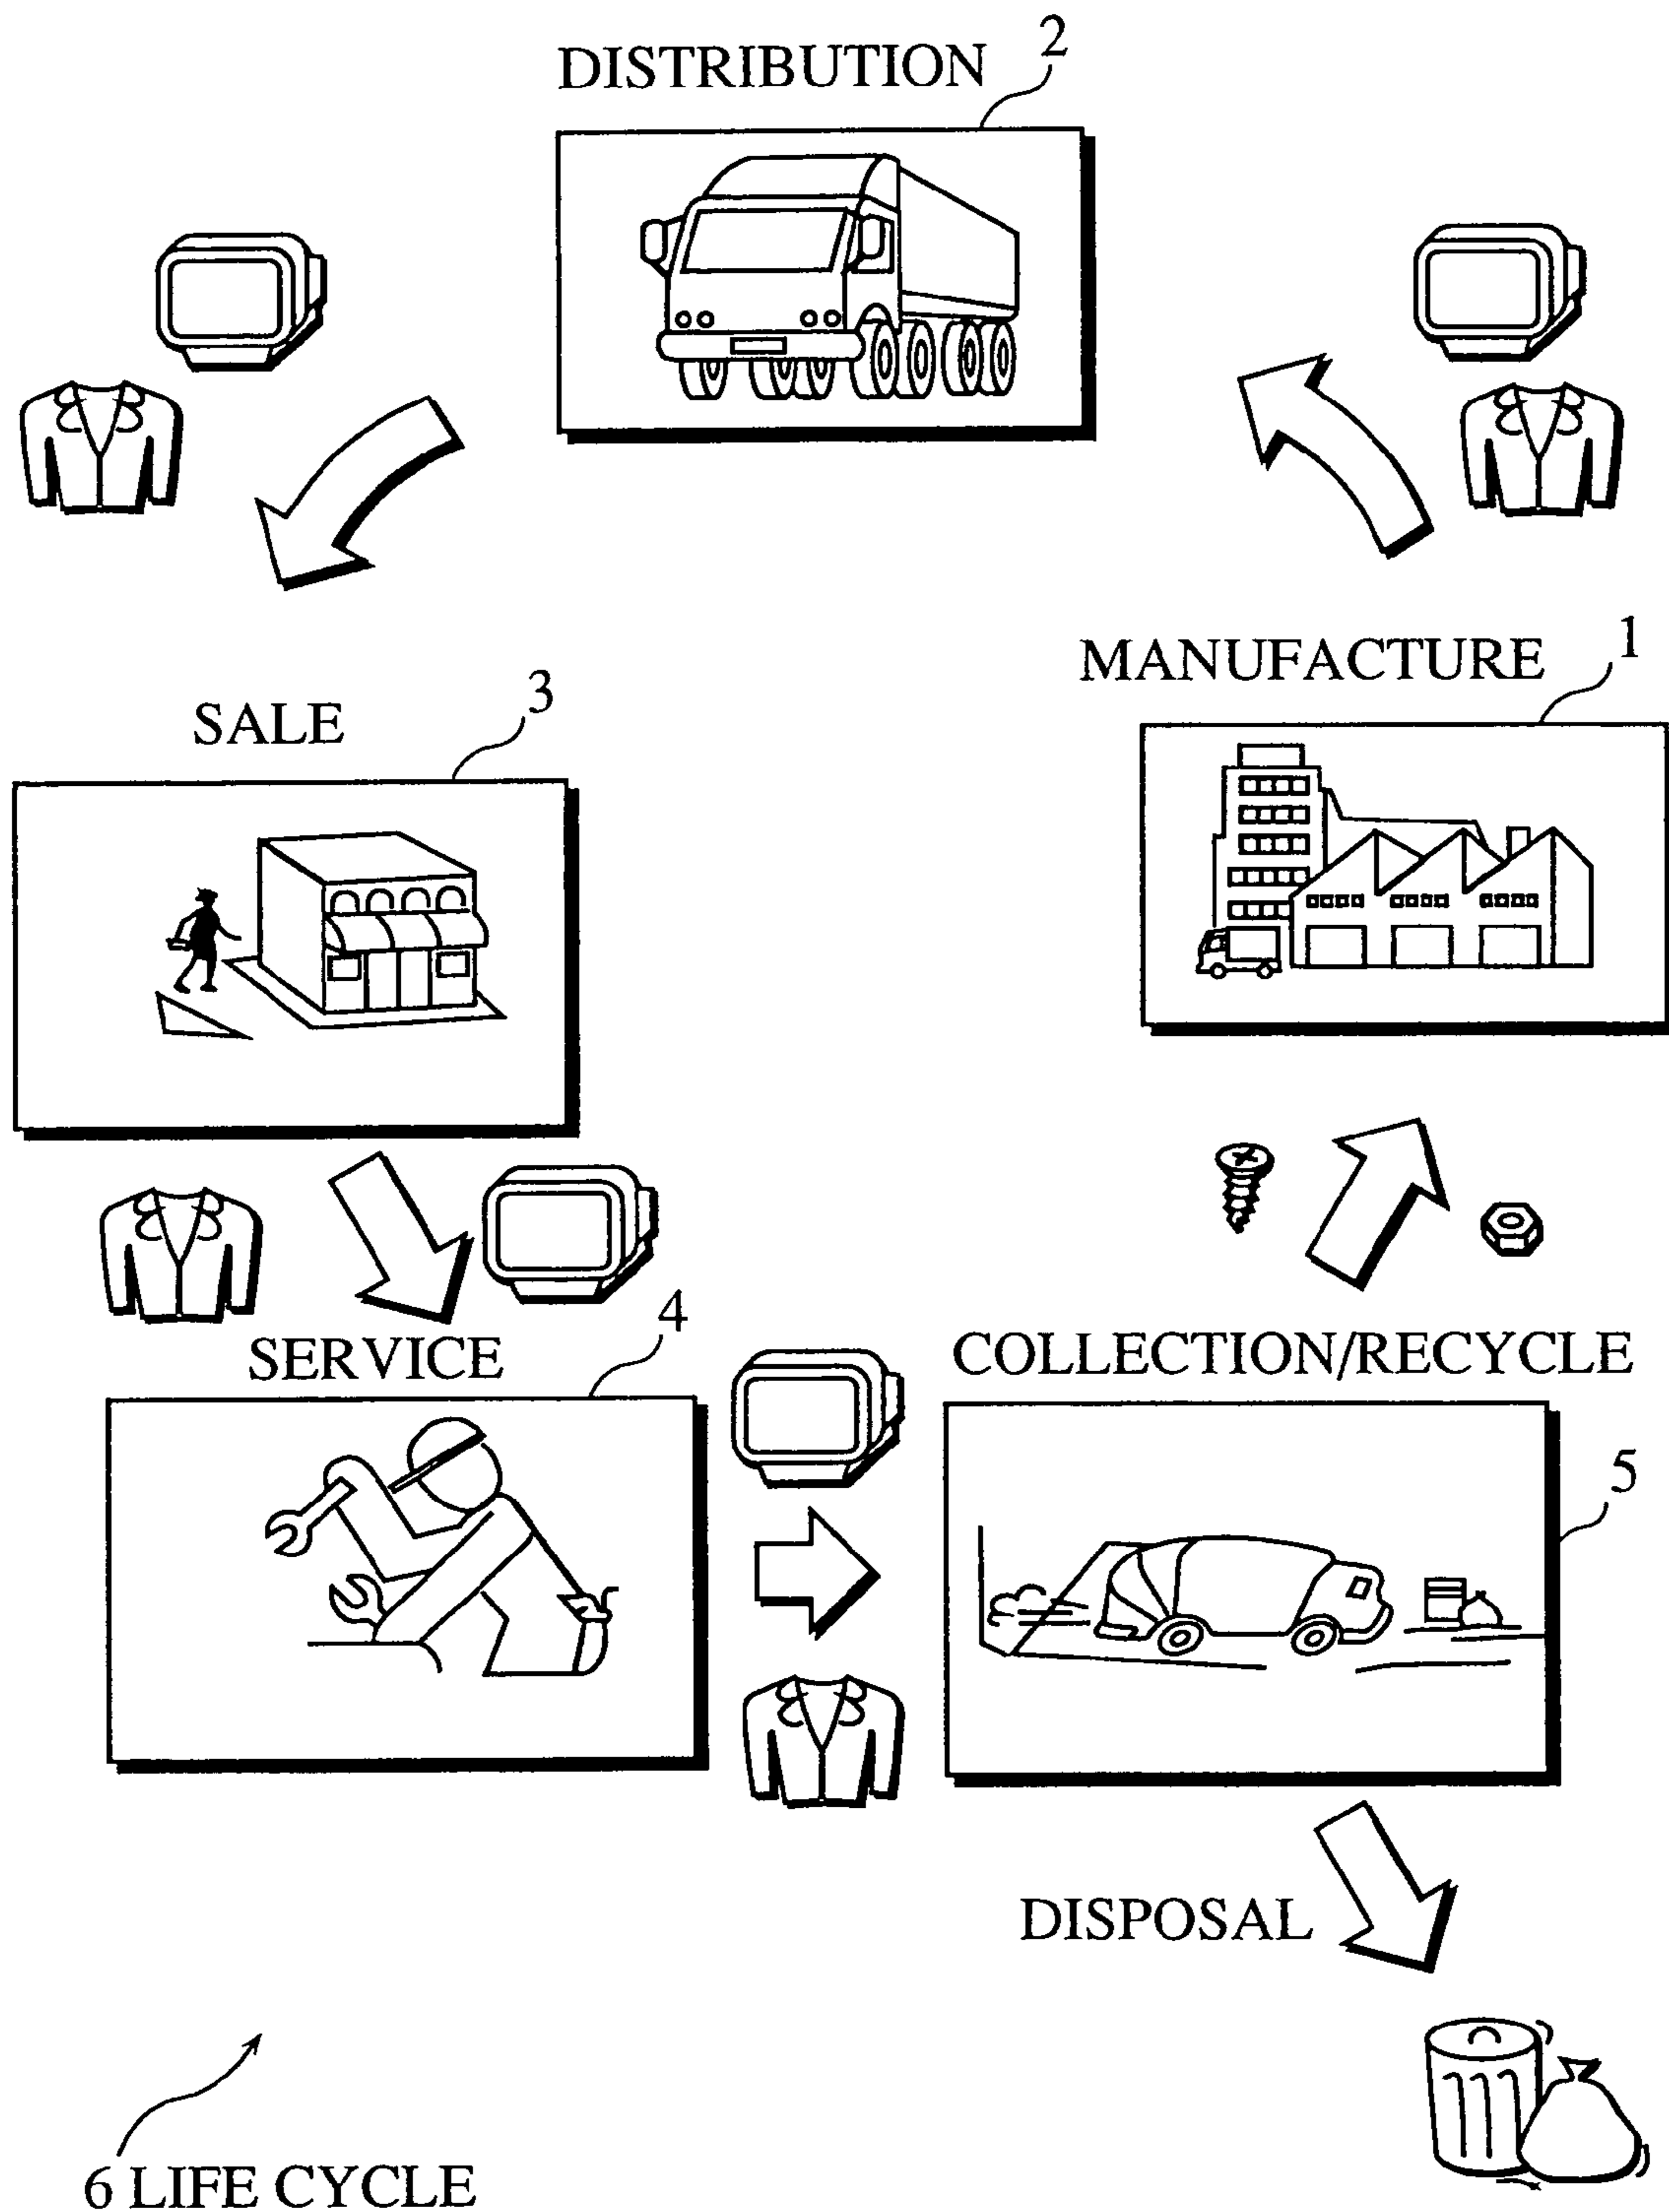 DISTRIBUTION
2
MANUFACTURE
1
SALE
3
SERVICE
4
COLLECTION/RECYCLE
5
DISPOSAL
6 LIFE CYCLE